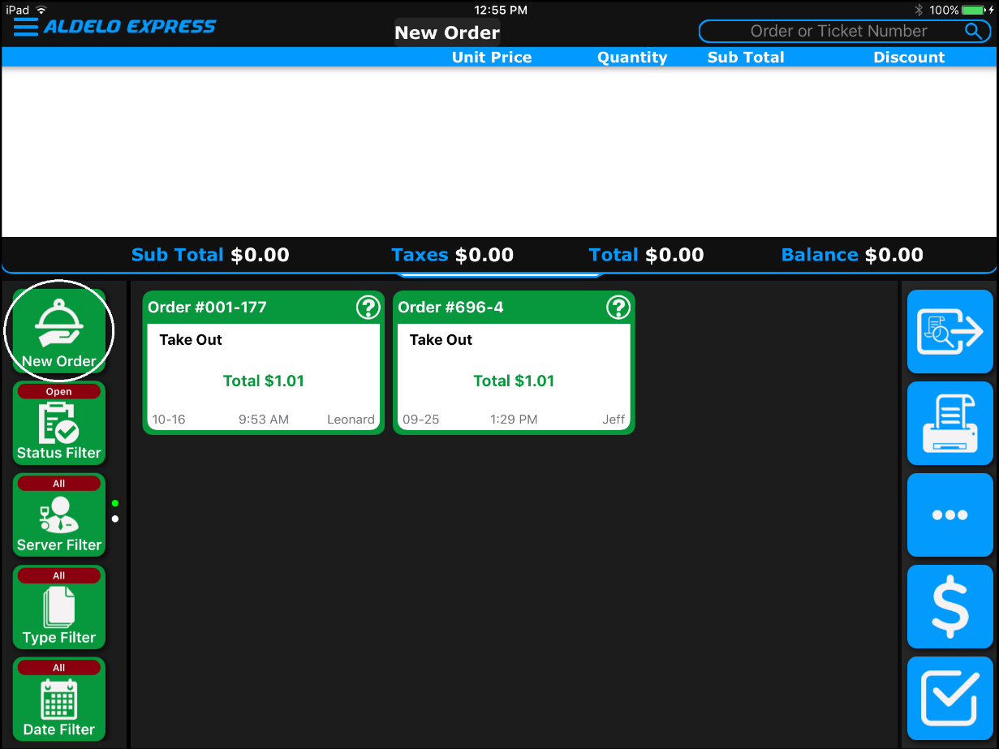 iPad 12:55 PM 100%
ALDELO EXPRESS
New Order
Order or Ticket Number
Unit Price Quantity Sub Total Discount
Sub Total $0.00 Taxes $0.00 Total $0.00 Balance $0.00
New Order
Open
Status Filter
All
Server Filter
All
Type Filter
All
Date Filter
Order #001-177 ?
Take Out
Total $1.01
10-16 9:53 AM Leonard
Order #696-4 ?
Take Out
Total $1.01
09-25 1:29 PM Jeff
$